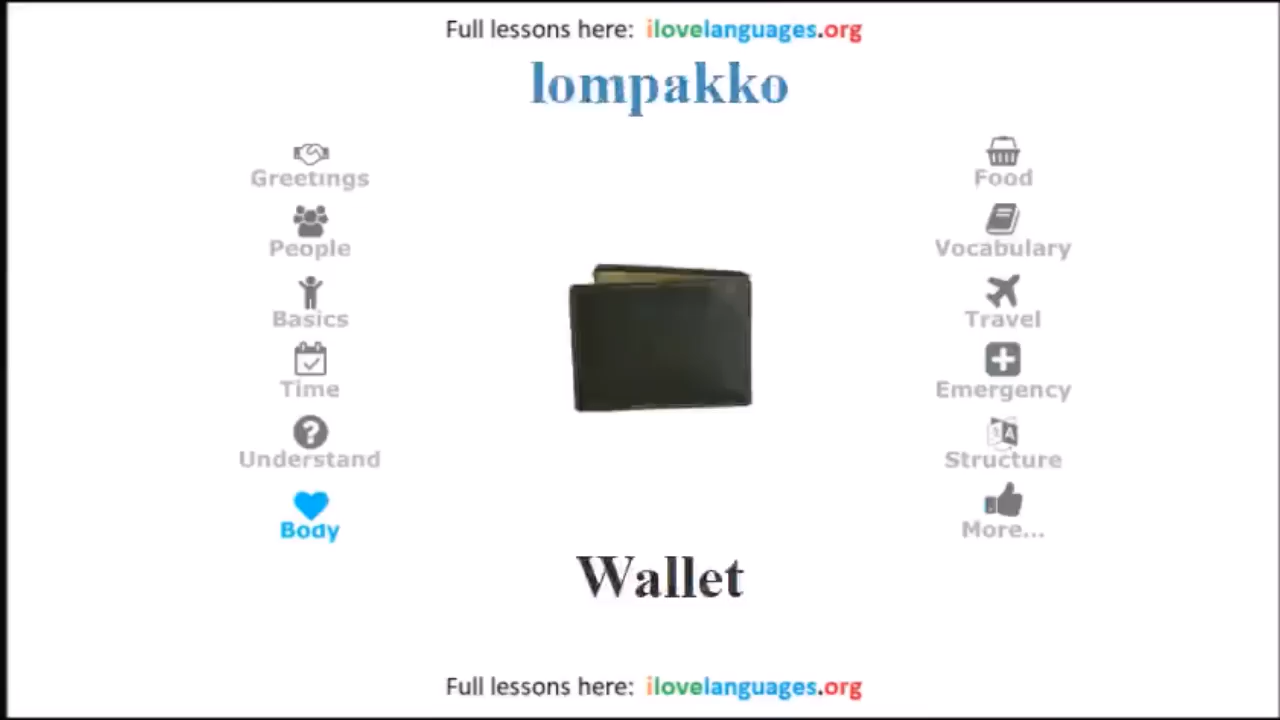 Full lessons here: ilovelanguages.org
lompakko
Greetings
People
Basics
Time
Understand
Body
Food
Vocabulary
Travel
Emergency
Structure
More...
Wallet
Full lessons here: ilovelanguages.org